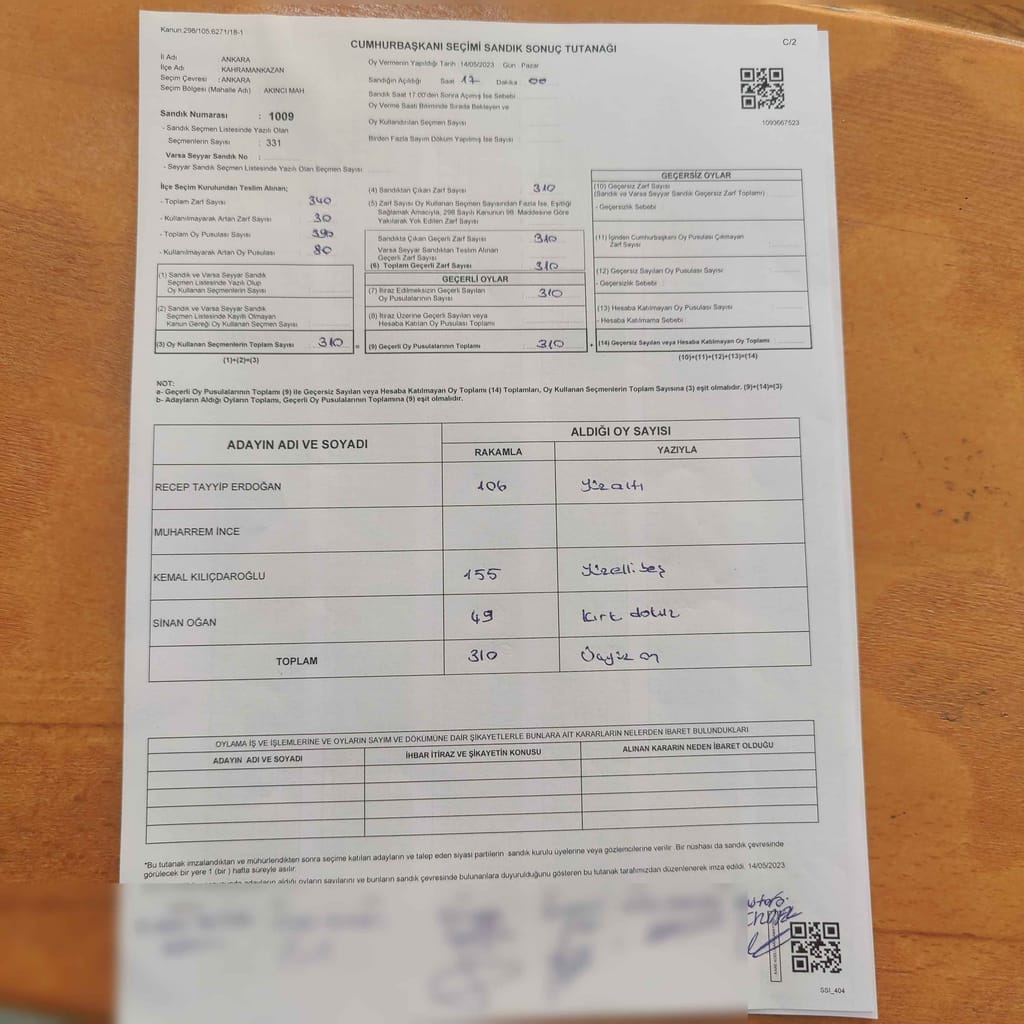 Kanun:298/105.6271/18-1
C/2
CUMHURBAŞKANI SEÇİMİ SANDIK SONUÇ TUTANAĞI
İl Adı : ANKARA
İlçe Adı : KAHRAMANKAZAN
Seçim Çevresi : ANKARA
Seçim Bölgesi (Mahalle Adı) AKINCI MAH
Oy Vermenin Yapıldığı Tarih 14/05/2023 Gün Pazar
Sandığın Açıldığı Saat 17 Dakika 00
Sandık Saat 17:00'den Sonra Açılmış İse Sebebi
Oy Verme Saati Bitiminde Sırada Bekleyen ve
Oy Kullandırılan Seçmen Sayısı
Birden Fazla Sayım Döküm Yapılmış İse Sayısı
1093667523
Sandık Numarası : 1009
- Sandık Seçmen Listesinde Yazılı Olan
Seçmenlerin Sayısı : 331
Varsa Seyyar Sandık No :
- Seyyar Sandık Seçmen Listesinde Yazılı Olan Seçmen Sayısı
İlçe Seçim Kurulundan Teslim Alınan;
- Toplam Zarf Sayısı 340
- Kullanılmayarak Artan Zarf Sayısı 30
- Toplam Oy Pusulası Sayısı 390
- Kullanılmayarak Artan Oy Pusulası 80
(1) Sandık ve Varsa Seyyar Sandık
Seçmen Listesinde Yazılı Olup
Oy Kullanan Seçmenlerin Sayısı
(2) Sandık ve Varsa Seyyar Sandık
Seçmen Listesinde Kayıtlı Olmayan
Kanun Gereği Oy Kullanan Seçmen Sayısı
(3) Oy Kullanan Seçmenlerin Toplam Sayısı 310 =
(1)+(2)=(3)
(4) Sandıktan Çıkan Zarf Sayısı 310
(5) Zarf Sayısı Oy Kullanan Seçmen Sayısından Fazla İse, Eşitliği
Sağlamak Amacıyla, 298 Sayılı Kanunun 98. Maddesine Göre
Yakılarak Yok Edilen Zarf Sayısı
Sandıkta Çıkan Geçerli Zarf Sayısı 310
Varsa Seyyar Sandıktan Teslim Alınan
Geçerli Zarf Sayısı
(6) Toplam Geçerli Zarf Sayısı 310
GEÇERLİ OYLAR
(7) İtiraz Edilmeksizin Geçerli Sayılan
Oy Pusulalarının Sayısı 310
(8) İtiraz Üzerine Geçerli Sayılan veya
Hesaba Katılan Oy Pusulası Toplamı
(9) Geçerli Oy Pusulalarının Toplamı 310 +
GEÇERSİZ OYLAR
(10) Geçersiz Zarf Sayısı
(Sandık ve Varsa Seyyar Sandık Geçersiz Zarf Toplamı)
- Geçersizlik Sebebi
(11) İçinden Cumhurbaşkanı Oy Pusulası Çıkmayan
Zarf Sayısı
(12) Geçersiz Sayılan Oy Pusulası Sayısı
- Geçersizlik Sebebi
(13) Hesaba Katılmayan Oy Pusulası Sayısı
- Hesaba Katılmama Sebebi
(14) Geçersiz Sayılan veya Hesaba Katılmayan Oy Toplamı
(10)+(11)+(12)+(13)=(14)
NOT:
a- Geçerli Oy Pusulalarının Toplamı (9) ile Geçersiz Sayılan veya Hesaba Katılmayan Oy Toplamı (14) Toplamları, Oy Kullanan Seçmenlerin Toplam Sayısına (3) eşit olmalıdır. (9)+(14)=(3)
b- Adayların Aldığı Oyların Toplamı, Geçerli Oy Pusulalarının Toplamına (9) eşit olmalıdır.
ADAYIN ADI VE SOYADI
ALDIĞI OY SAYISI
RAKAMLA YAZIYLA
RECEP TAYYİP ERDOĞAN 106 Yüzaltı
MUHARREM İNCE
KEMAL KILIÇDAROĞLU 155 Yüzellibeş
SİNAN OĞAN 49 Kırk dokuz
TOPLAM 310 Üçyüz on
OYLAMA İŞ VE İŞLEMLERİNE VE OYLARIN SAYIM VE DÖKÜMÜNE DAİR ŞİKAYETLERLE BUNLARA AİT KARARLARIN NELERDEN İBARET BULUNDUKLARI
ADAYIN ADI VE SOYADI İHBAR İTİRAZ VE ŞİKAYETİN KONUSU ALINAN KARARIN NEDEN İBARET OLDUĞU
*Bu tutanak imzalandıktan ve mühürlendikten sonra seçime katılan adayların ve talep eden siyasi partilerin sandık kurulu üyelerine veya gözlemcilerine verilir. Bir nüshası da sandık çevresinde
görülecek bir yere 1 (bir) hafta süreyle asılır.
adayların aldığı oyların sayılarını ve bunların sandık çevresinde bulunanlara duyurulduğunu gösteren bu tutanak tarafımızdan düzenlenerek imza edildi. 14/05/2023
SSI_404